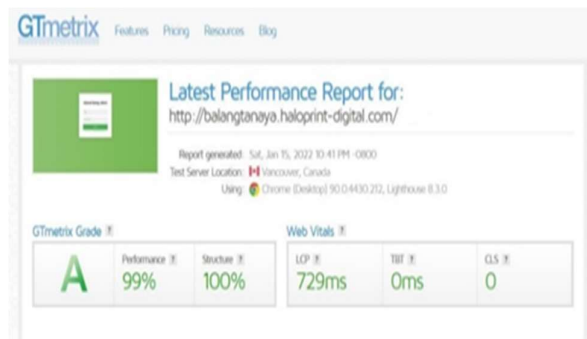 GTmetrix Features Pricing Resources Blog
Latest Performance Report for:
http://balangtanaya.haloprint-digital.com/
Report generated: Sat, Jan 15, 2022 10:41 PM -0800
Test Server Location: Vancouver, Canada
Using: Chrome (Desktop) 90.0.4430.212, Lighthouse 8.3.0
GTmetrix Grade ?
Web Vitals ?
Performance ? Structure ? LCP ? TBT ? CLS ?
A 99% 100% 729ms 0ms 0